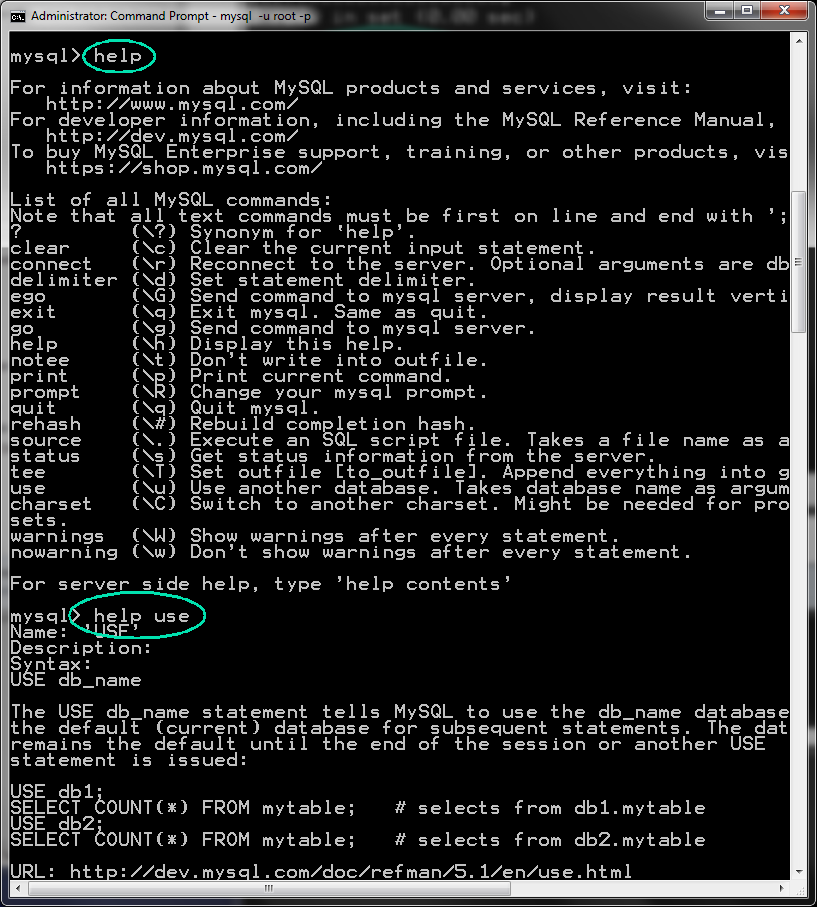 Administrator: Command Prompt - mysql -u root -p
in set (0.00 sec)
mysql> help
For information about MySQL products and services, visit:
   http://www.mysql.com/
For developer information, including the MySQL Reference Manual,
   http://dev.mysql.com/
To buy MySQL Enterprise support, training, or other products, vis
   https://shop.mysql.com/
List of all MySQL commands:
Note that all text commands must be first on line and end with ';
?         (\?) Synonym for 'help'.
clear     (\c) Clear the current input statement.
connect   (\r) Reconnect to the server. Optional arguments are db
delimiter (\d) Set statement delimiter.
ego       (\G) Send command to mysql server, display result verti
exit      (\q) Exit mysql. Same as quit.
go        (\g) Send command to mysql server.
help      (\h) Display this help.
notee     (\t) Don't write into outfile.
print     (\p) Print current command.
prompt    (\R) Change your mysql prompt.
quit      (\q) Quit mysql.
rehash    (\#) Rebuild completion hash.
source    (\.) Execute an SQL script file. Takes a file name as a
status    (\s) Get status information from the server.
tee       (\T) Set outfile [to_outfile]. Append everything into g
use       (\u) Use another database. Takes database name as argum
charset   (\C) Switch to another charset. Might be needed for pro
sets.
warnings  (\W) Show warnings after every statement.
nowarning (\w) Don't show warnings after every statement.
For server side help, type 'help contents'
mysql> help use
Name: 'USE'
Description:
Syntax:
USE db_name
The USE db_name statement tells MySQL to use the db_name database
the default (current) database for subsequent statements. The dat
remains the default until the end of the session or another USE
statement is issued:
USE db1;
SELECT COUNT(*) FROM mytable;   # selects from db1.mytable
USE db2;
SELECT COUNT(*) FROM mytable;   # selects from db2.mytable
URL: http://dev.mysql.com/doc/refman/5.1/en/use.html